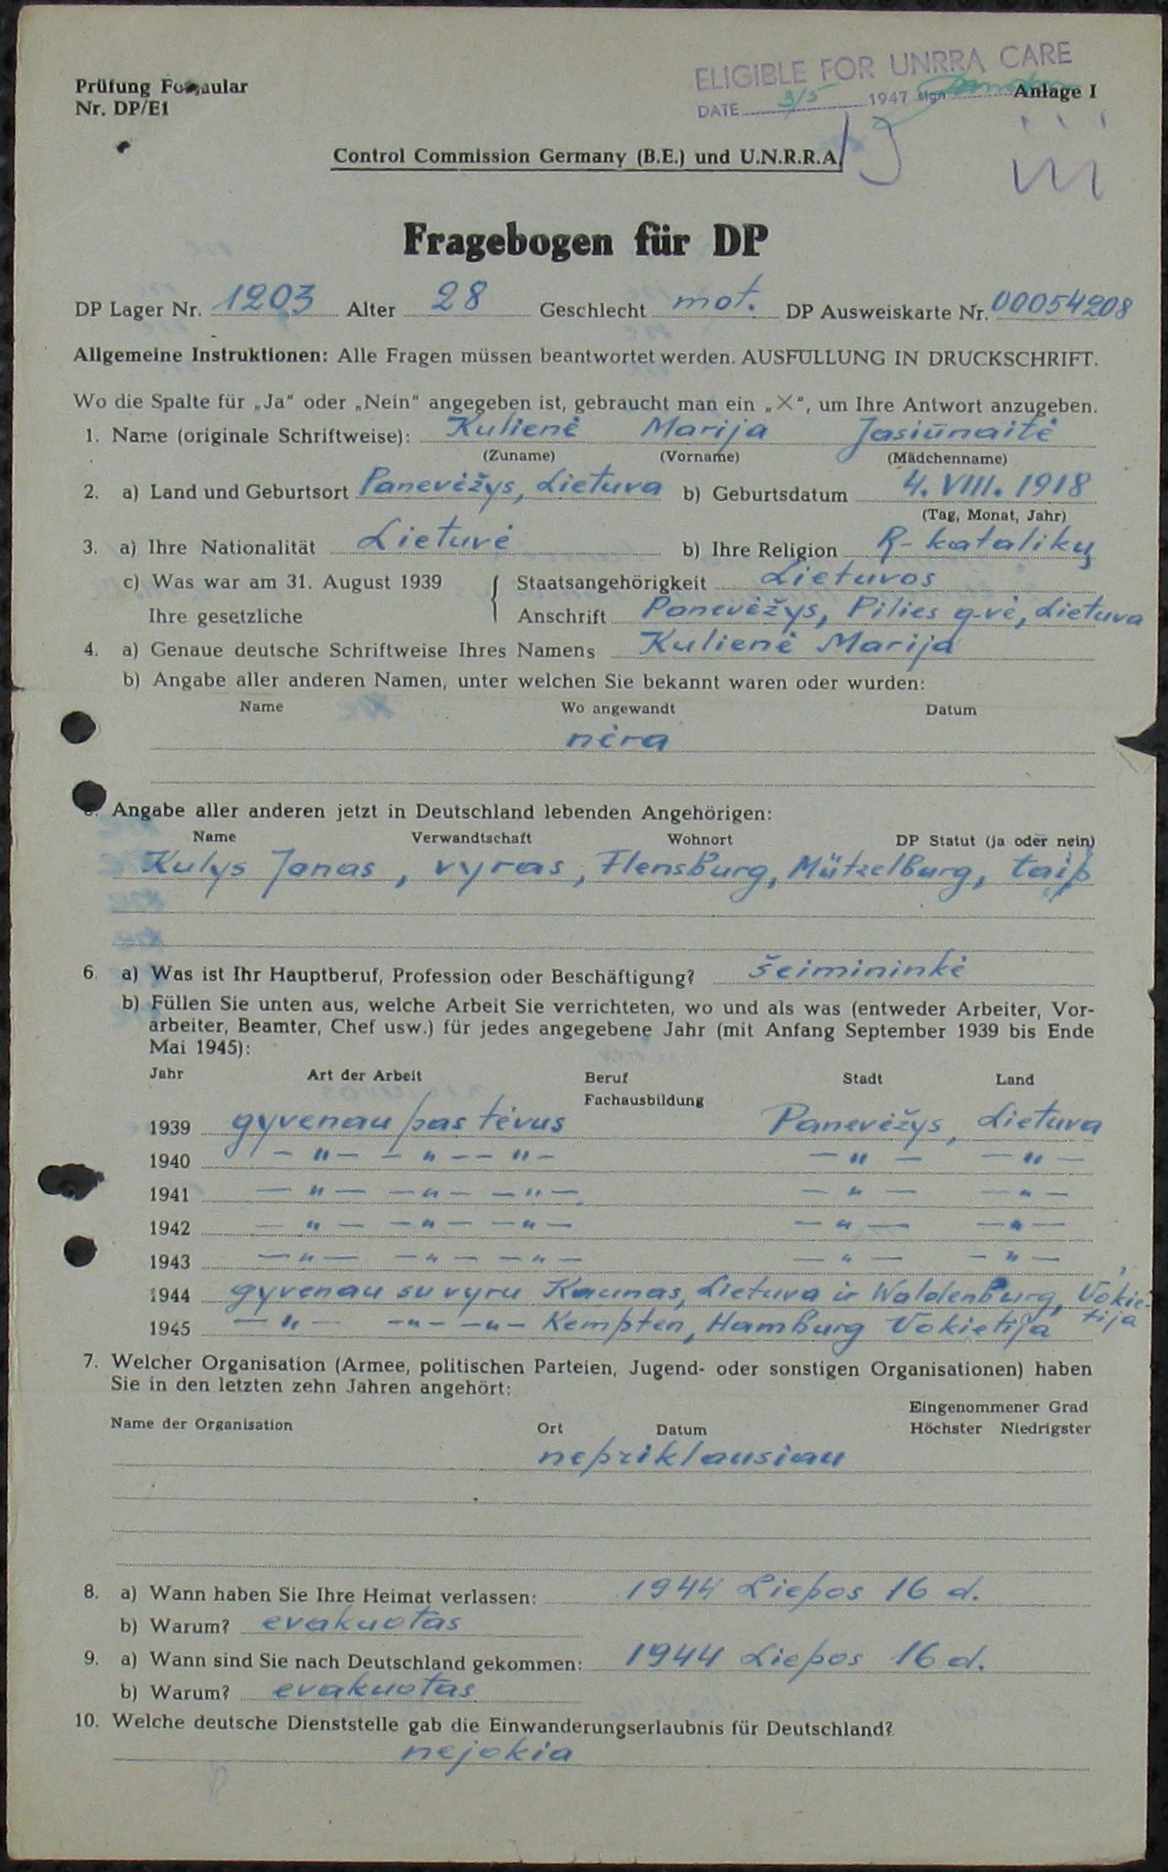 ELIGIBLE FOR UNRRA CARE
DATE 3/5 1947 sign
Prüfung Formular
Nr. DP/E1
Anlage I
Control Commission Germany (B.E.) und U.N.R.R.A.
Fragebogen für DP
DP Lager Nr. 1203 Alter 28 Geschlecht mot. DP Ausweiskarte Nr. 00054208
Allgemeine Instruktionen: Alle Fragen müssen beantwortet werden. AUSFÜLLUNG IN DRUCKSCHRIFT.
Wo die Spalte für „Ja“ oder „Nein“ angegeben ist, gebraucht man ein „×“, um Ihre Antwort anzugeben.
1. Name (originale Schriftweise): Kulienė Marija Jasiūnaitė
(Zuname) (Vorname) (Mädchenname)
2. a) Land und Geburtsort Panevėžys, Lietuva b) Geburtsdatum 4. VIII. 1918
(Tag, Monat, Jahr)
3. a) Ihre Nationalität Lietuvė b) Ihre Religion R- katalikų
c) Was war am 31. August 1939 Staatsangehörigkeit Lietuvos
Ihre gesetzliche Anschrift Panevėžys, Pilies g-vė, Lietuva
4. a) Genaue deutsche Schriftweise Ihres Namens Kulienė Marija
b) Angabe aller anderen Namen, unter welchen Sie bekannt waren oder wurden:
Name Wo angewandt Datum
nėra
5. Angabe aller anderen jetzt in Deutschland lebenden Angehörigen:
Name Verwandtschaft Wohnort DP Statut (ja oder nein)
Kulys Jonas, vyras, Flensburg, Mützelburg, taip
6. a) Was ist Ihr Hauptberuf, Profession oder Beschäftigung? šeimininkė
b) Füllen Sie unten aus, welche Arbeit Sie verrichteten, wo und als was (entweder Arbeiter, Vor-
arbeiter, Beamter, Chef usw.) für jedes angegebene Jahr (mit Anfang September 1939 bis Ende
Mai 1945):
Jahr Art der Arbeit Beruf Stadt Land
Fachausbildung
1939 gyvenau pas tėvus Panevėžys, Lietuva
1940 — " — — " — — " — — " — — " —
1941 — " — — " — — " — — " — — " —
1942 — " — — " — — " — — " — — " —
1943 — " — — " — — " — — " — — " —
1944 gyvenau su vyru Kaunas, Lietuva ir Waldenburg, Vokie-
tija
1945 — " — — " — — " — Kempten, Hamburg Vokietija
7. Welcher Organisation (Armee, politischen Parteien, Jugend- oder sonstigen Organisationen) haben
Sie in den letzten zehn Jahren angehört:
Eingenommener Grad
Name der Organisation Ort Datum Höchster Niedrigster
nepriklausiau
8. a) Wann haben Sie Ihre Heimat verlassen: 1944 Liepos 16 d.
b) Warum? evakuotas
9. a) Wann sind Sie nach Deutschland gekommen: 1944 Liepos 16 d.
b) Warum? evakuotas
10. Welche deutsche Dienststelle gab die Einwanderungserlaubnis für Deutschland?
nejokia